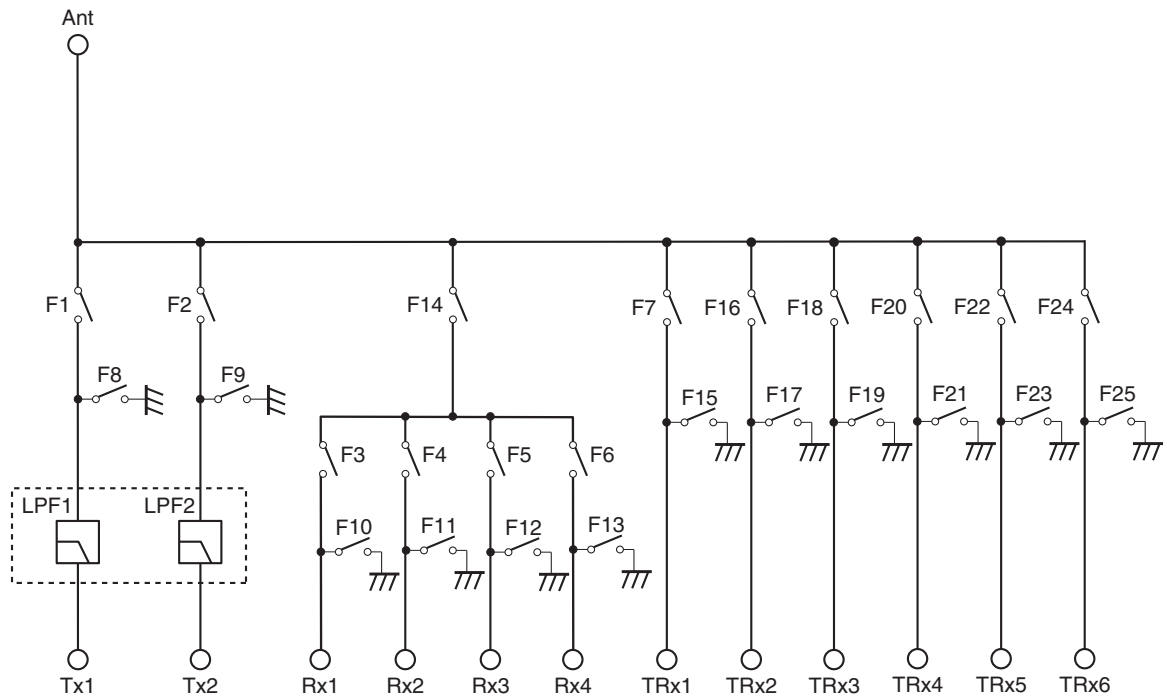 Ant
F1 F2 F14 F7 F16 F18 F20 F22 F24
F8 F9
F15 F17 F19 F21 F23 F25
F3 F4 F5 F6
LPF1 LPF2
F10 F11 F12 F13
Tx1 Tx2 Rx1 Rx2 Rx3 Rx4 TRx1 TRx2 TRx3 TRx4 TRx5 TRx6